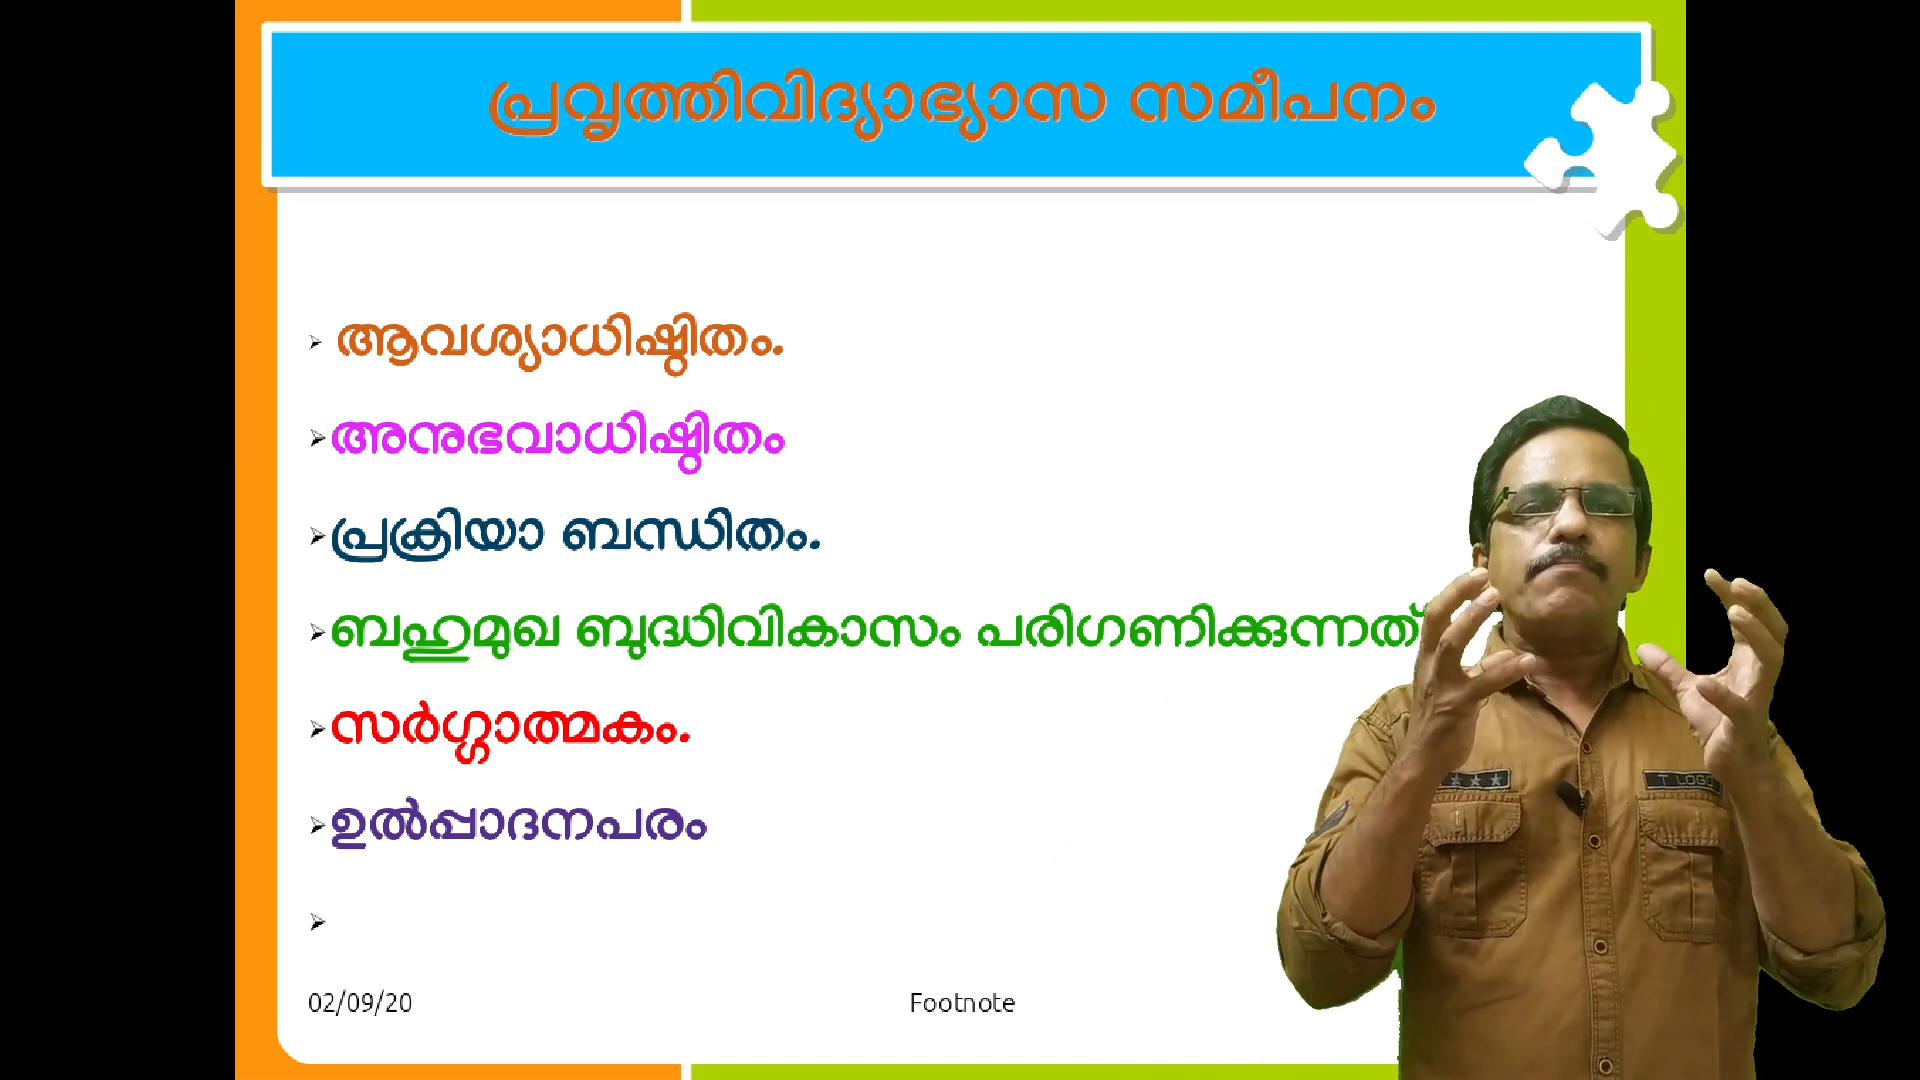 പ്രവൃത്തിവിദ്യാഭ്യാസ സമീപനം
ആവശ്യാധിഷ്ഠിതം.
അനുഭവാധിഷ്ഠിതം
പ്രക്രിയാ ബന്ധിതം.
ബഹുമുഖ ബുദ്ധിവികാസം പരിഗണിക്കുന്നത്
സർഗ്ഗാത്മകം.
ഉൽപ്പാദനപരം
02/09/20 Footnote
T LOGO